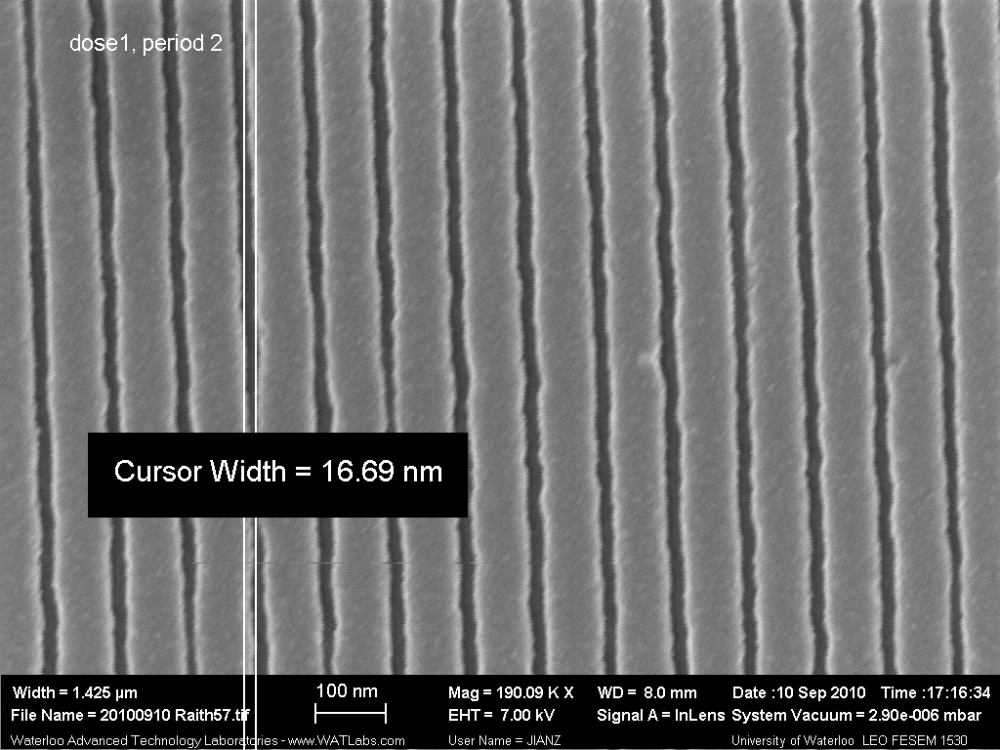 dose1, period 2
Cursor Width = 16.69 nm
Width = 1.425 µm
100 nm
Mag = 190.09 K X
WD = 8.0 mm
Date :10 Sep 2010
Time :17:16:34
File Name = 20100910 Raith57.tif
EHT = 7.00 kV
Signal A = InLens
System Vacuum = 2.90e-006 mbar
Waterloo Advanced Technology Laboratories - www.WATLabs.com
User Name = JIANZ
University of Waterloo LEO FESEM 1530